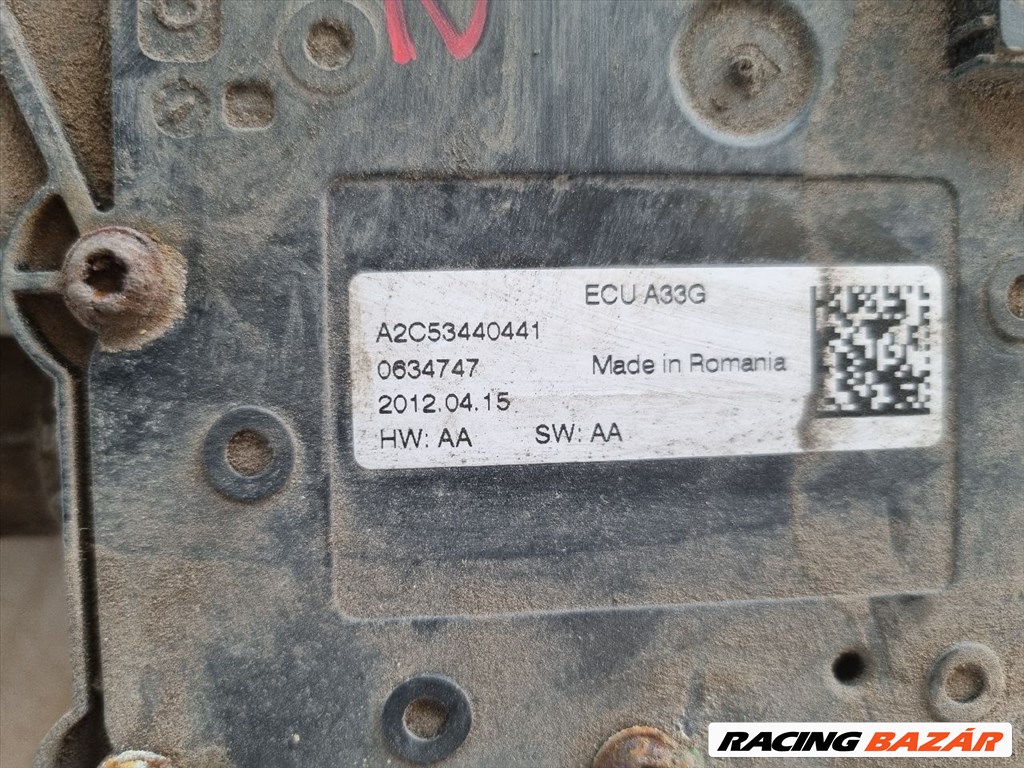 ECU A33G
A2C53440441
0634747 Made in Romania
2012.04.15
HW: AA SW: AA
RACING BAZÁR